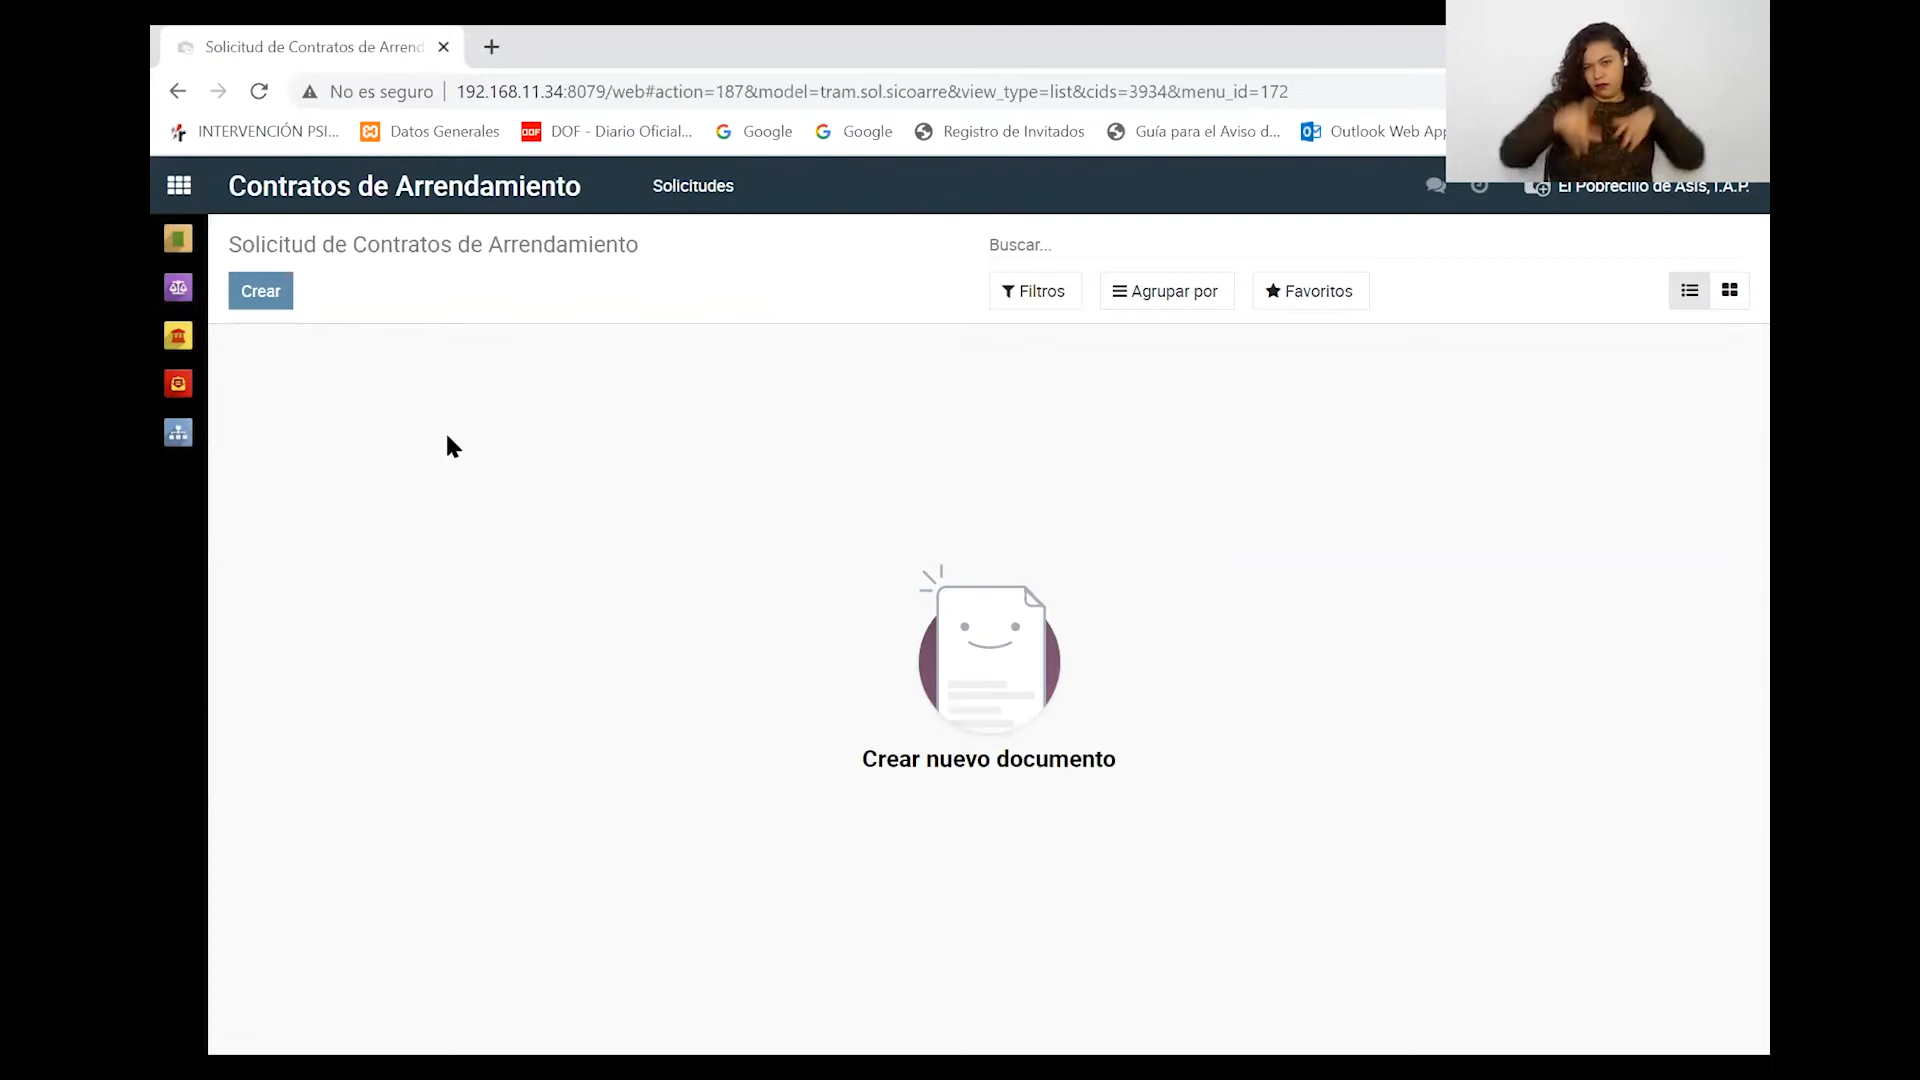 Solicitud de Contratos de Arrend
No es seguro
192.168.11.34:8079/web#action=187&model=tram.sol.sicoarre&view_type=list&cids=3934&menu_id=172
INTERVENCIÓN PSI...
Datos Generales
DOF
DOF - Diario Oficial...
Google
Google
Registro de Invitados
Guía para el Aviso d...
Outlook Web App
Contratos de Arrendamiento
Solicitudes
El Pobrecillo de Asís, I.A.P.
Solicitud de Contratos de Arrendamiento
Buscar...
Crear
Filtros
Agrupar por
Favoritos
Crear nuevo documento